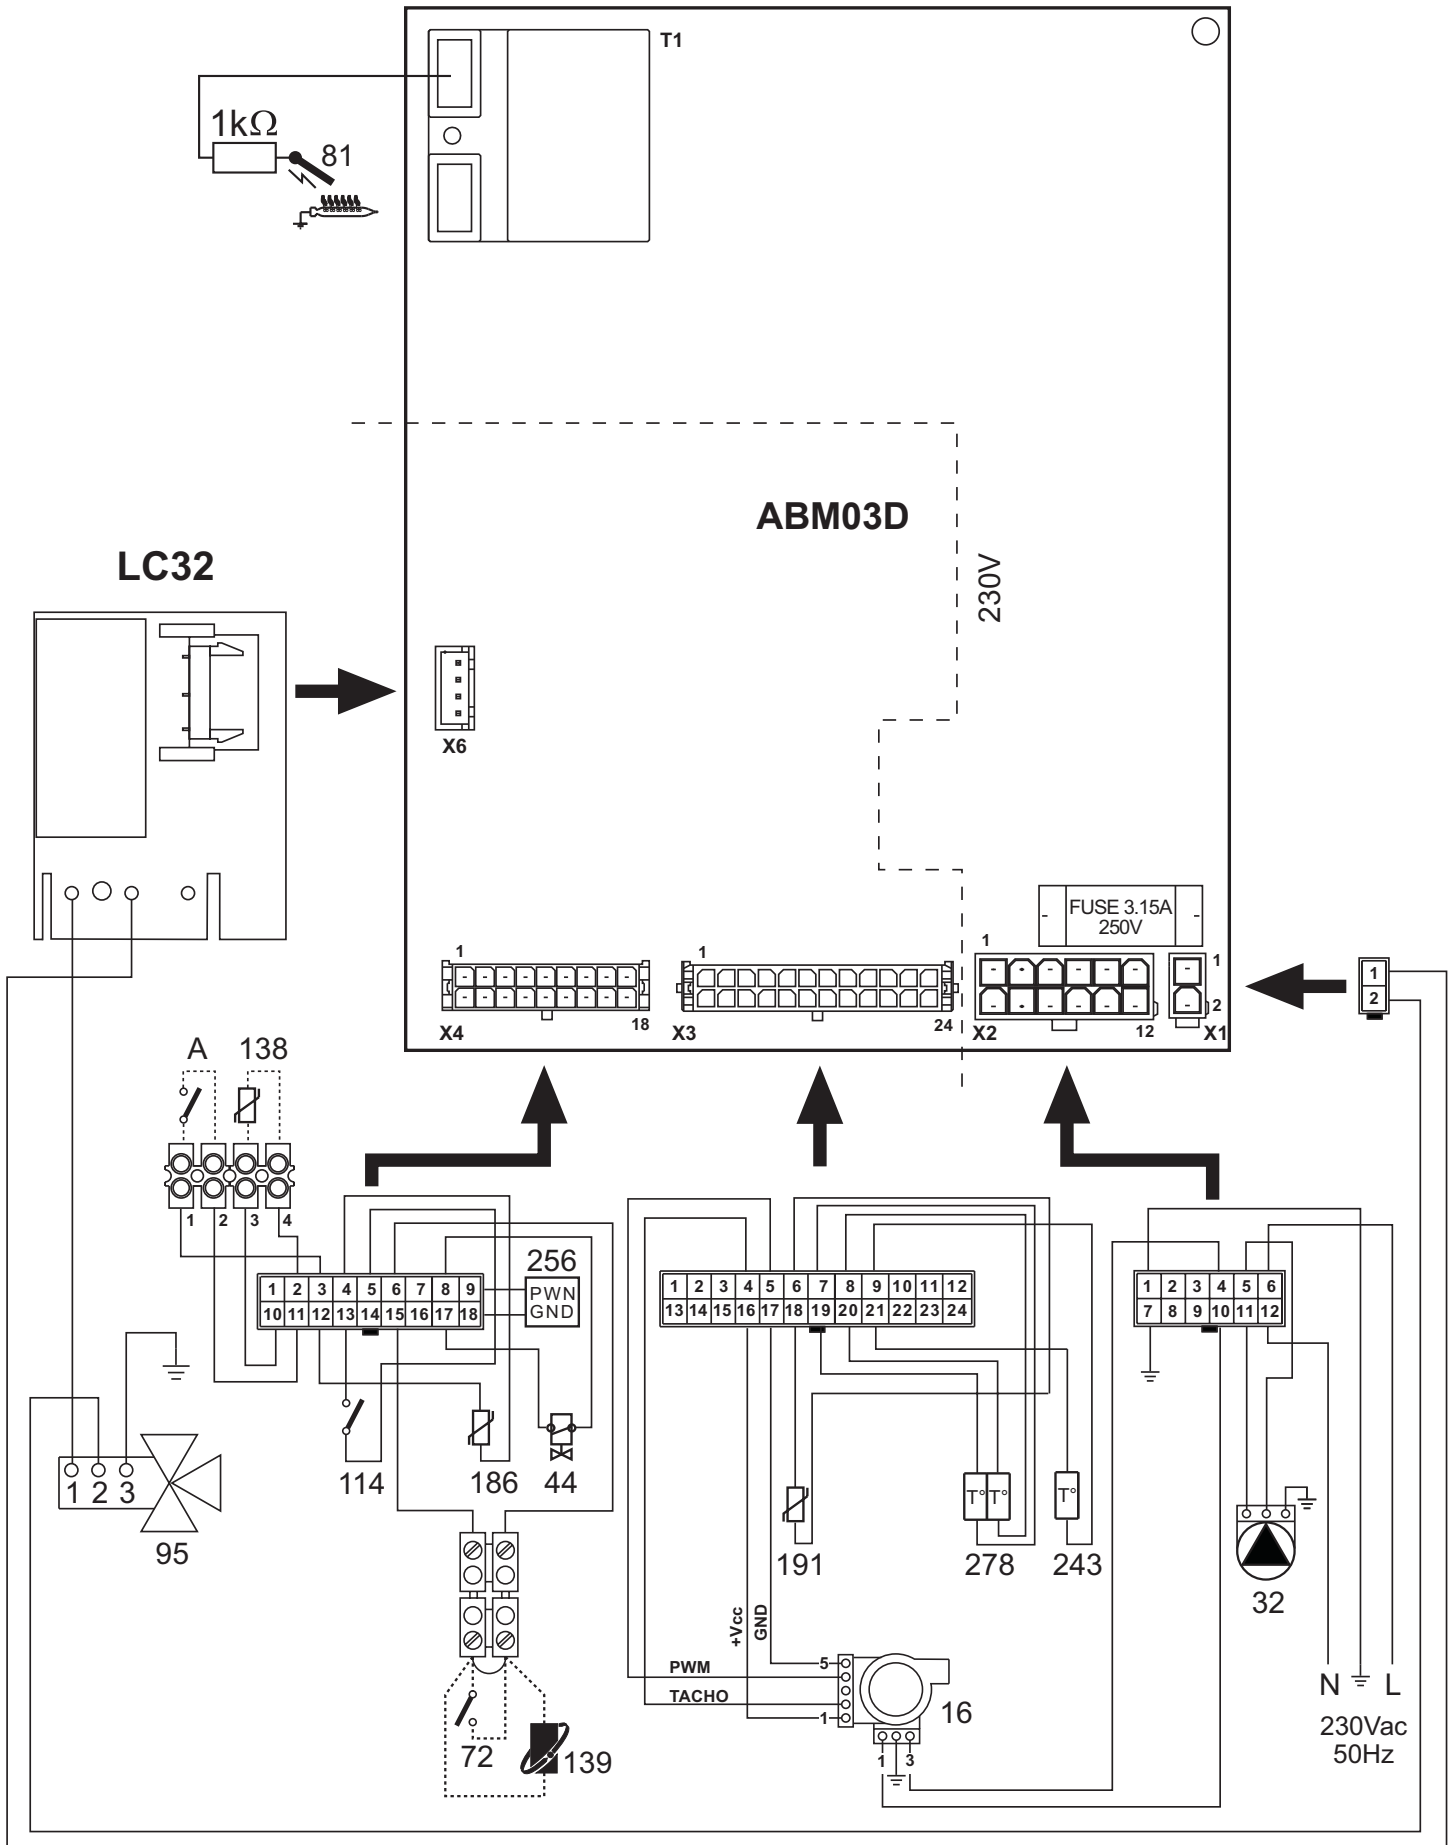 T1
1kΩ
81
ABM03D
LC32
230V
X6
FUSE 3.15A
250V
1
1
1
1
2
X4
18
X3
24
X2
12
X1
1
2
A
138
1
2
3
4
256
PWN
GND
1 2 3 4 5 6 7 8 9
10 11 12 13 14 15 16 17 18
1 2 3 4 5 6 7 8 9 10 11 12
13 14 15 16 17 18 19 20 21 22 23 24
1 2 3 4 5 6
7 8 9 10 11 12
1 2 3
95
114
186
44
191
T° T°
278
T°
243
32
+Vcc
GND
PWM
TACHO
5
1
16
1
3
72
139
N
L
230Vac
50Hz